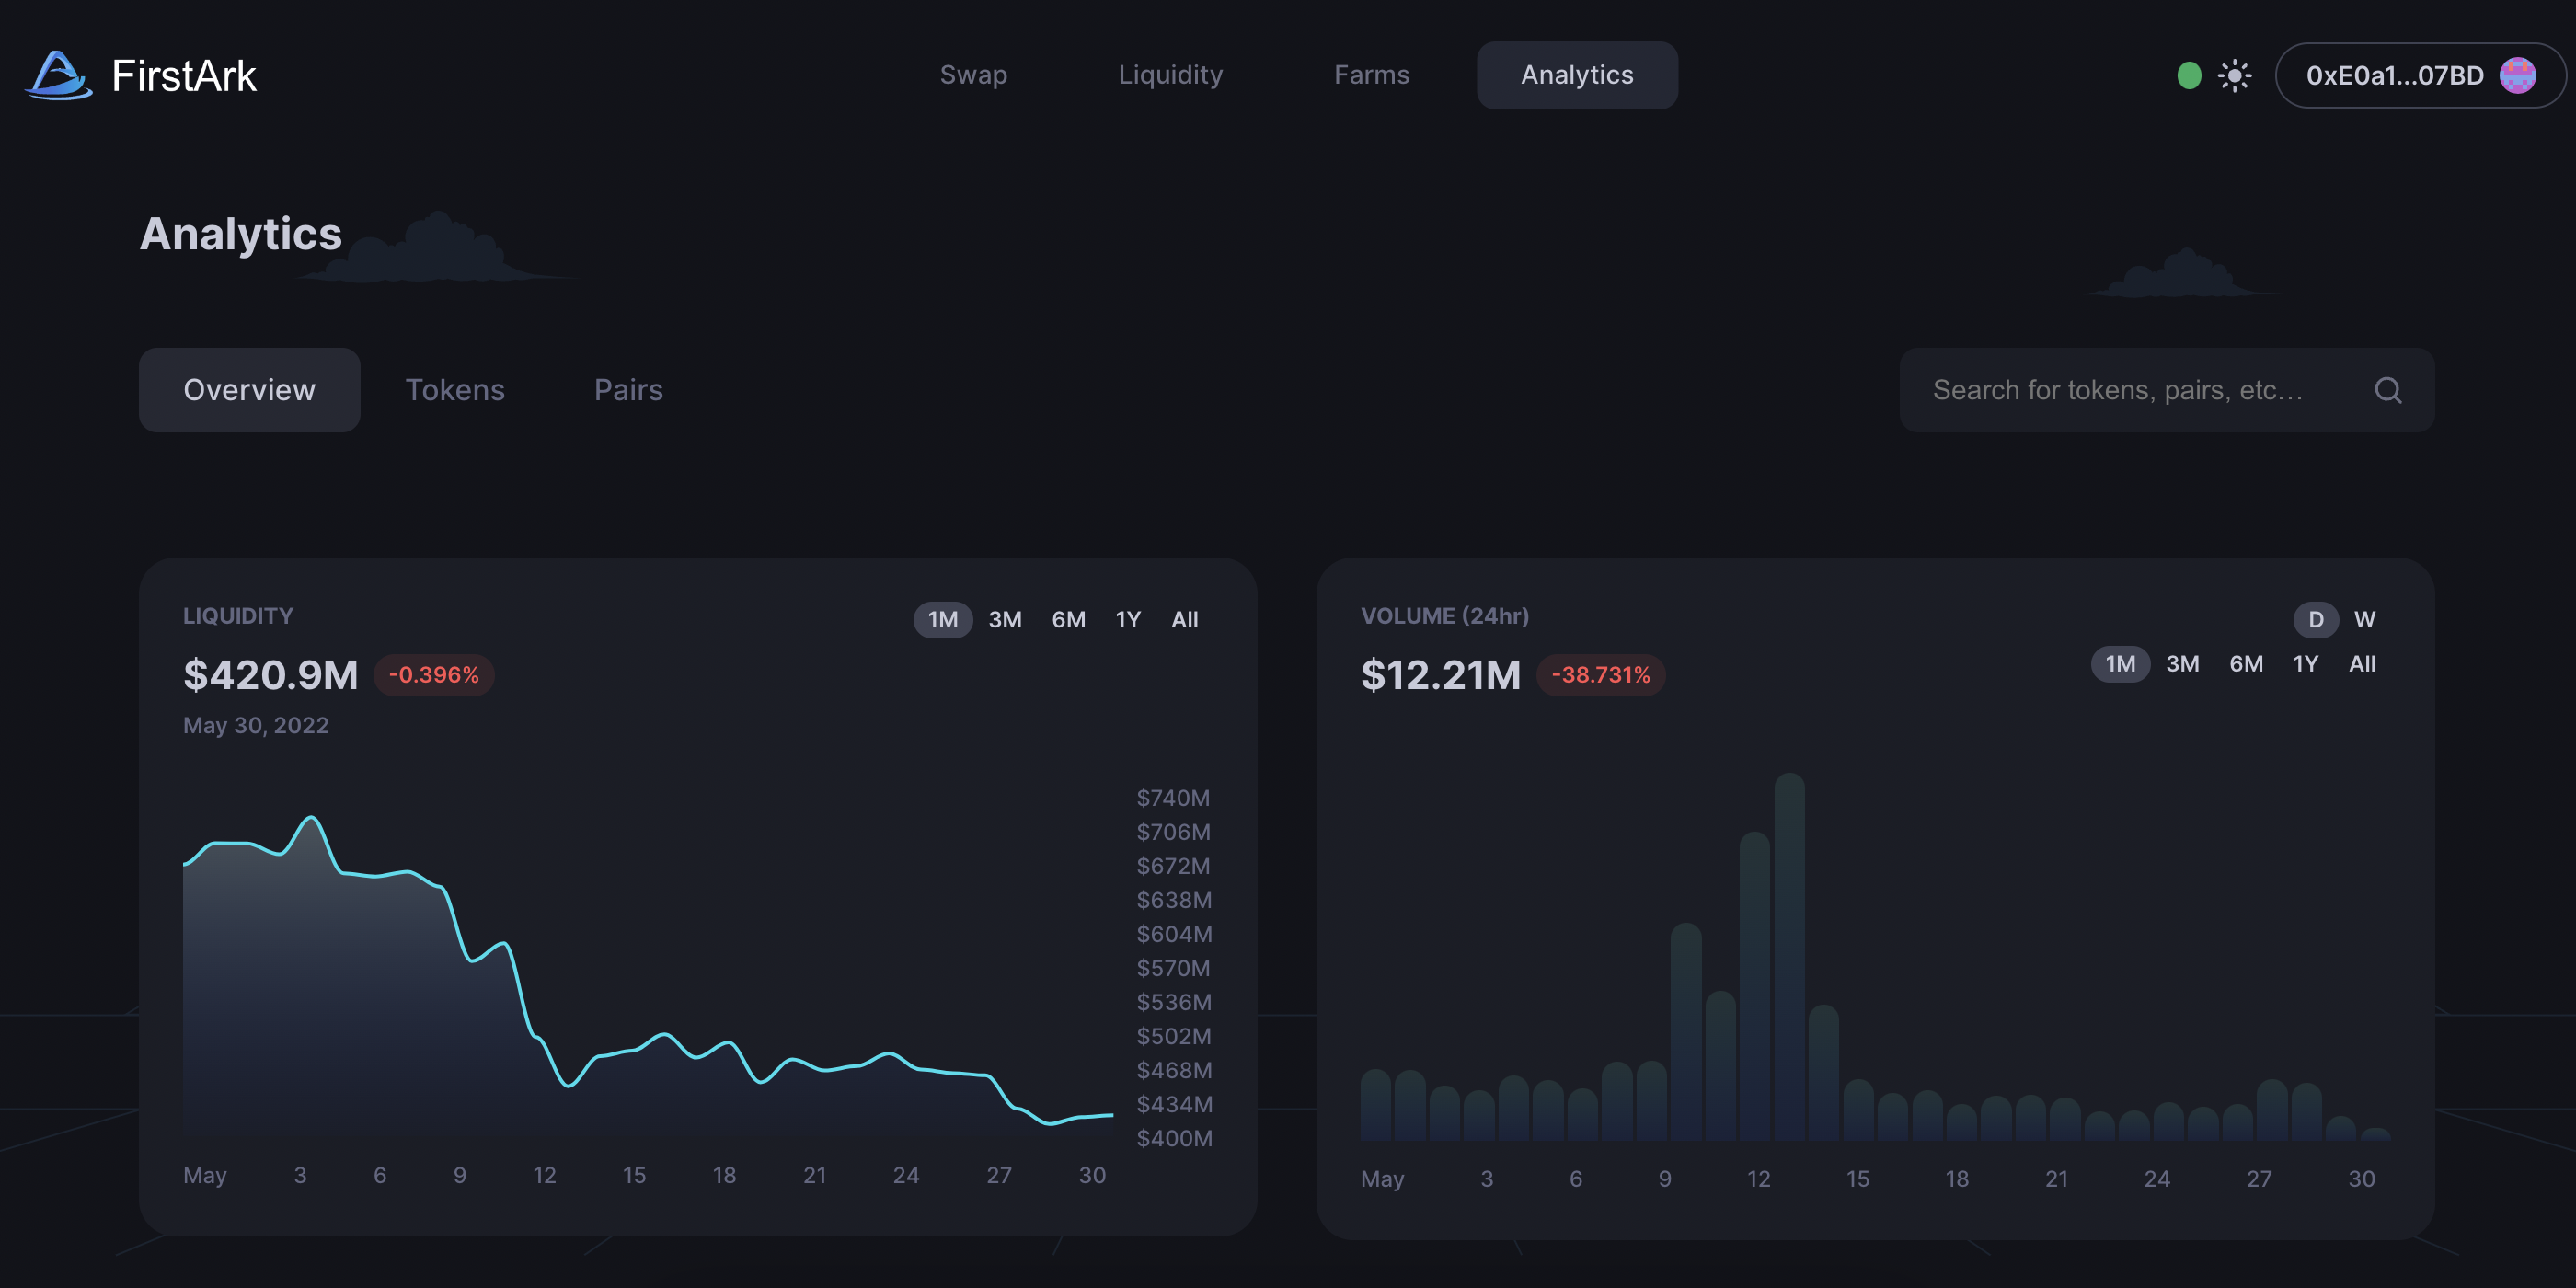 FirstArk
Swap Liquidity Farms Analytics
0xE0a1...07BD
Analytics
Overview Tokens Pairs
Search for tokens, pairs, etc...
LIQUIDITY
1M 3M 6M 1Y All
$420.9M -0.396%
May 30, 2022
$740M
$706M
$672M
$638M
$604M
$570M
$536M
$502M
$468M
$434M
$400M
May 3 6 9 12 15 18 21 24 27 30
VOLUME (24hr)
D W
$12.21M -38.731%
1M 3M 6M 1Y All
May 3 6 9 12 15 18 21 24 27 30